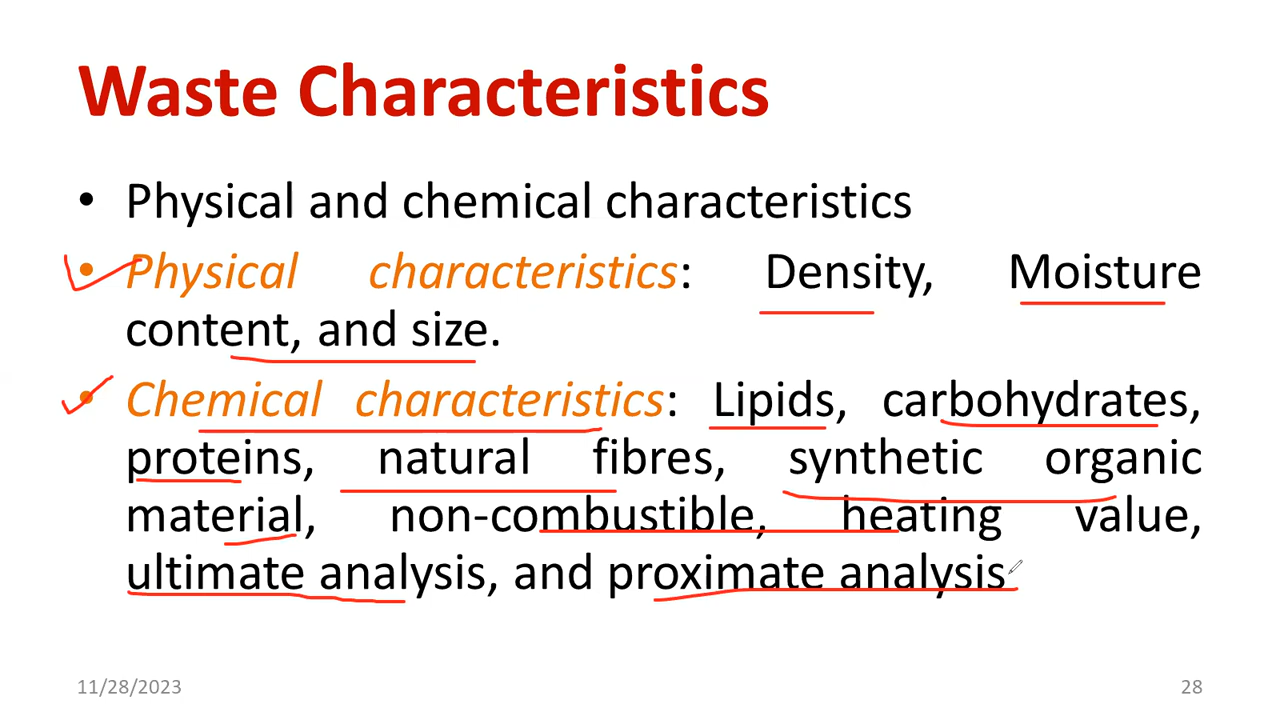 Waste Characteristics
• Physical and chemical characteristics
• Physical characteristics: Density, Moisture
content, and size.
• Chemical characteristics: Lipids, carbohydrates,
proteins, natural fibres, synthetic organic
material, non-combustible, heating value,
ultimate analysis, and proximate analysis
11/28/2023
28